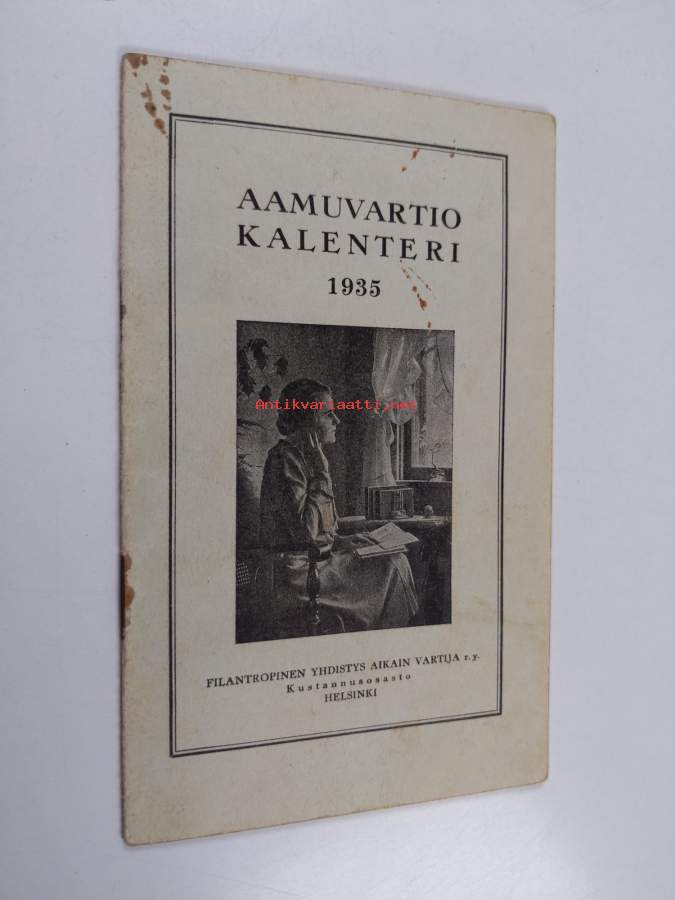 AAMUVARTIO
KALENTERI
1935
Antikvariaatti.net
FILANTROPINEN YHDISTYS AIKAIN VARTIJA r.y.
Kustannusosasto
HELSINKI